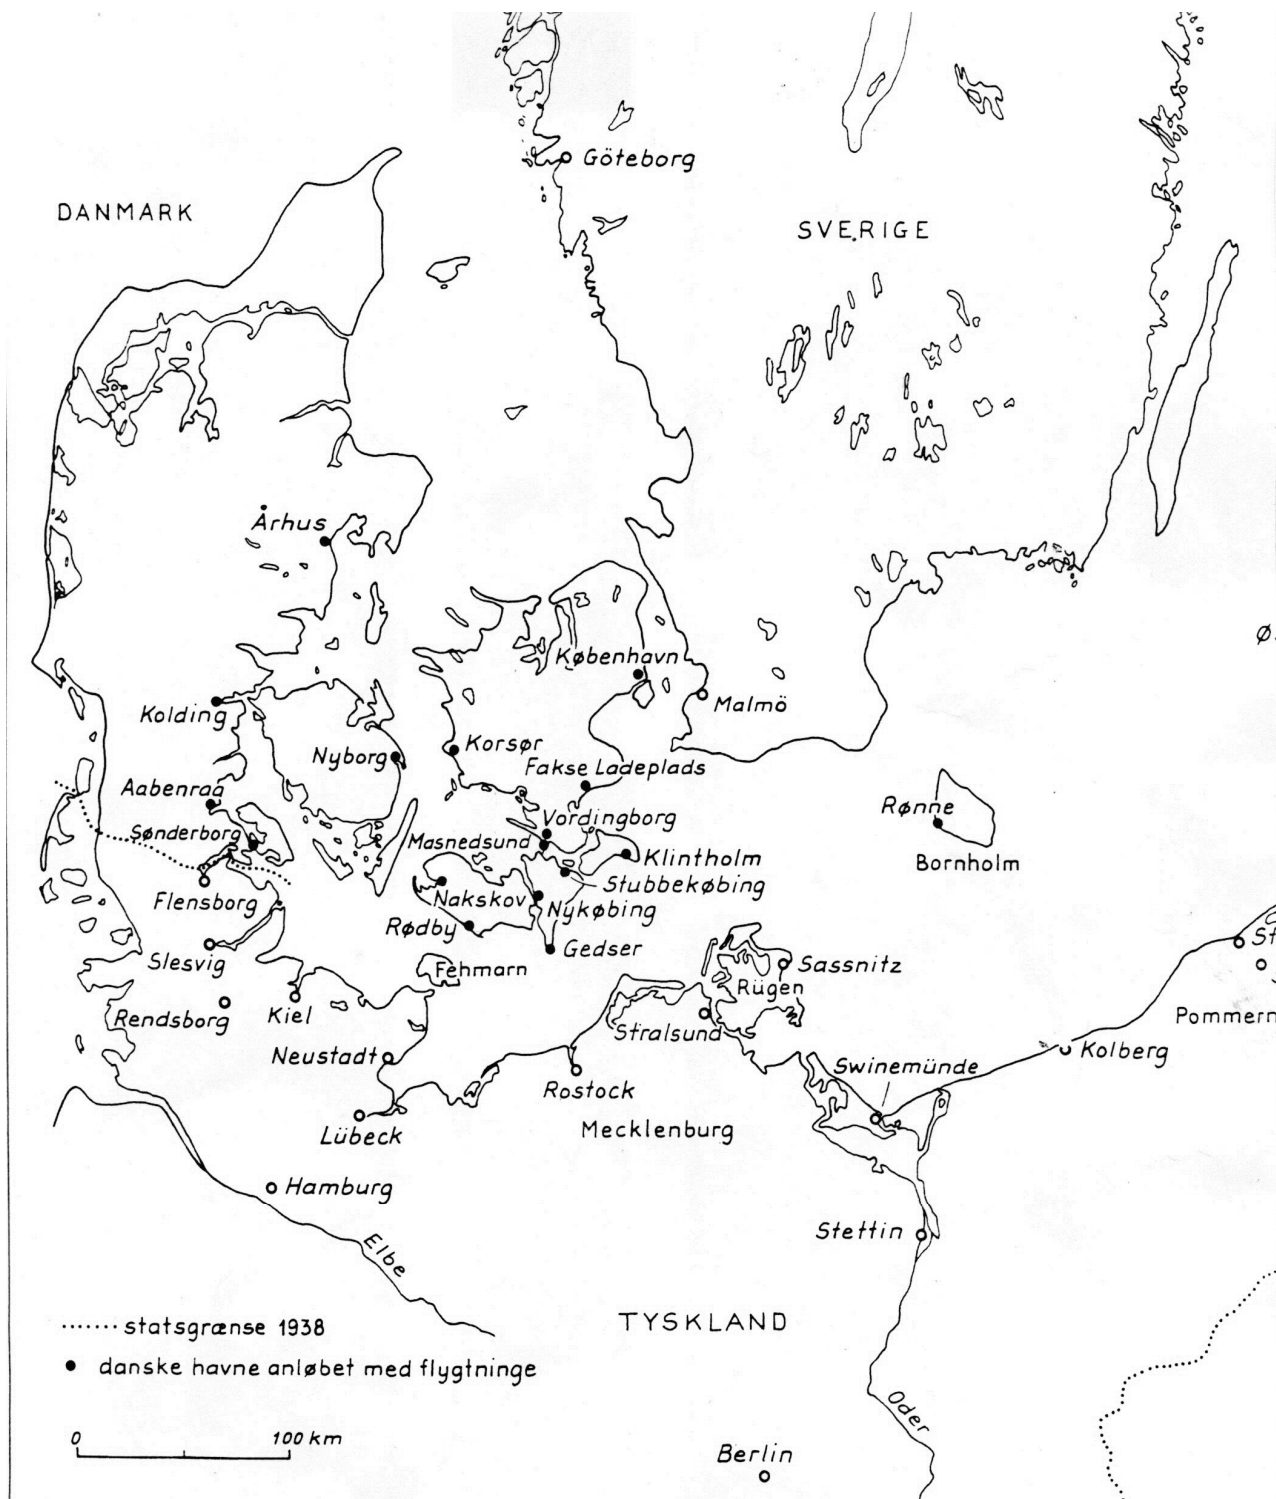 Göteborg
DANMARK
SVERIGE
Århus
København
Malmö
Kolding
Nyborg
Korsør
Fakse Ladeplads
Aabenraa
Sønderborg
Vordingborg
Masnedsund
Klintholm
Stubbekøbing
Rønne
Bornholm
Flensborg
Nakskov
Nykøbing
Rødby
Gedser
Slesvig
Fehmarn
Sassnitz
Rügen
Rendsborg
Kiel
Stralsund
Pommern
Neustadt
Swinemünde
Kolberg
Rostock
Lübeck
Mecklenburg
Hamburg
Stettin
Elbe
TYSKLAND
statsgrænse 1938
danske havne anløbet med flygtninge
Oder
0 100 km
Berlin